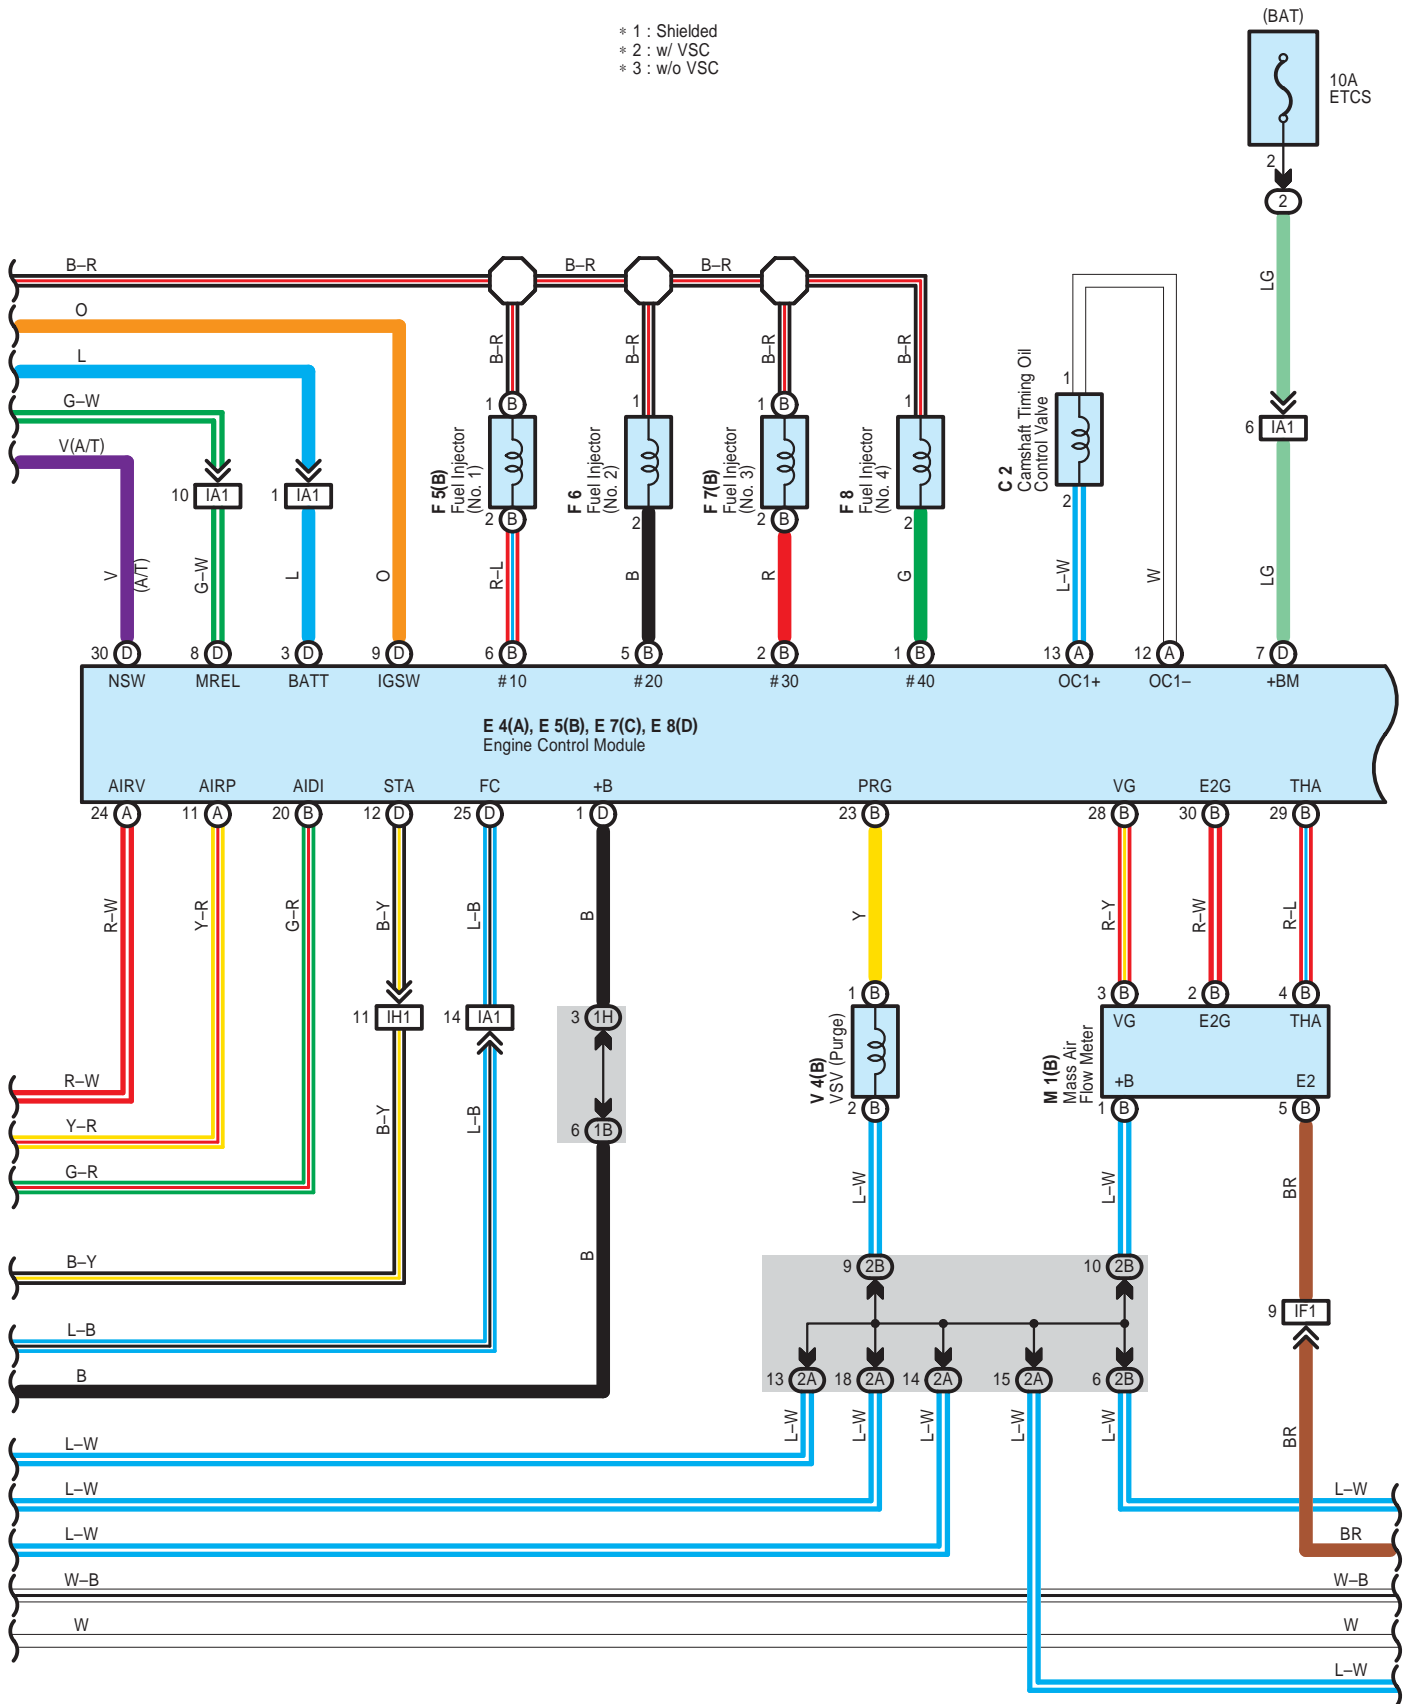 * 1 : Shielded
* 2 : w/ VSC
* 3 : w/o VSC
(BAT)
10A
ETCS
2
2
LG
6 IA1
LG
B–R
B–R
B–R
O
L
G–W
V(A/T)
10 IA1
1 IA1
V
(A/T)
G–W
L
O
B–R
B–R
B–R
B–R
1 B
1
1 B
1
F 5(B)
Fuel Injector
(No. 1)
F 6
Fuel Injector
(No. 2)
F 7(B)
Fuel Injector
(No. 3)
F 8
Fuel Injector
(No. 4)
2 B
2
2 B
2
R–L
B
R
G
C 2
Camshaft Timing Oil
Control Valve
1
2
L–W
W
30 D
8 D
3 D
9 D
6 B
5 B
2 B
1 B
13 A
12 A
7 D
NSW
MREL
BATT
IGSW
#10
#20
#30
#40
OC1+
OC1–
+BM
E 4(A), E 5(B), E 7(C), E 8(D)
Engine Control Module
AIRV
AIRP
AIDI
STA
FC
+B
PRG
VG
E2G
THA
24 A
11 A
20 B
12 D
25 D
1 D
23 B
28 B
30 B
29 B
R–W
Y–R
G–R
B–Y
L–B
B
Y
R–Y
R–W
R–L
11 IH1
14 IA1
3 1H
6 1B
1 B
3 B
2 B
4 B
V 4(B)
VSV (Purge)
M 1(B)
Mass Air
Flow Meter
VG
E2G
THA
+B
E2
2 B
1 B
5 B
R–W
Y–R
G–R
B–Y
L–B
B
L–W
L–W
BR
B–Y
L–B
B
9 2B
10 2B
9 IF1
13 2A
18 2A
14 2A
15 2A
6 2B
L–W
L–W
L–W
L–W
L–W
BR
L–W
L–W
L–W
W–B
W
L–W
BR
W–B
W
L–W